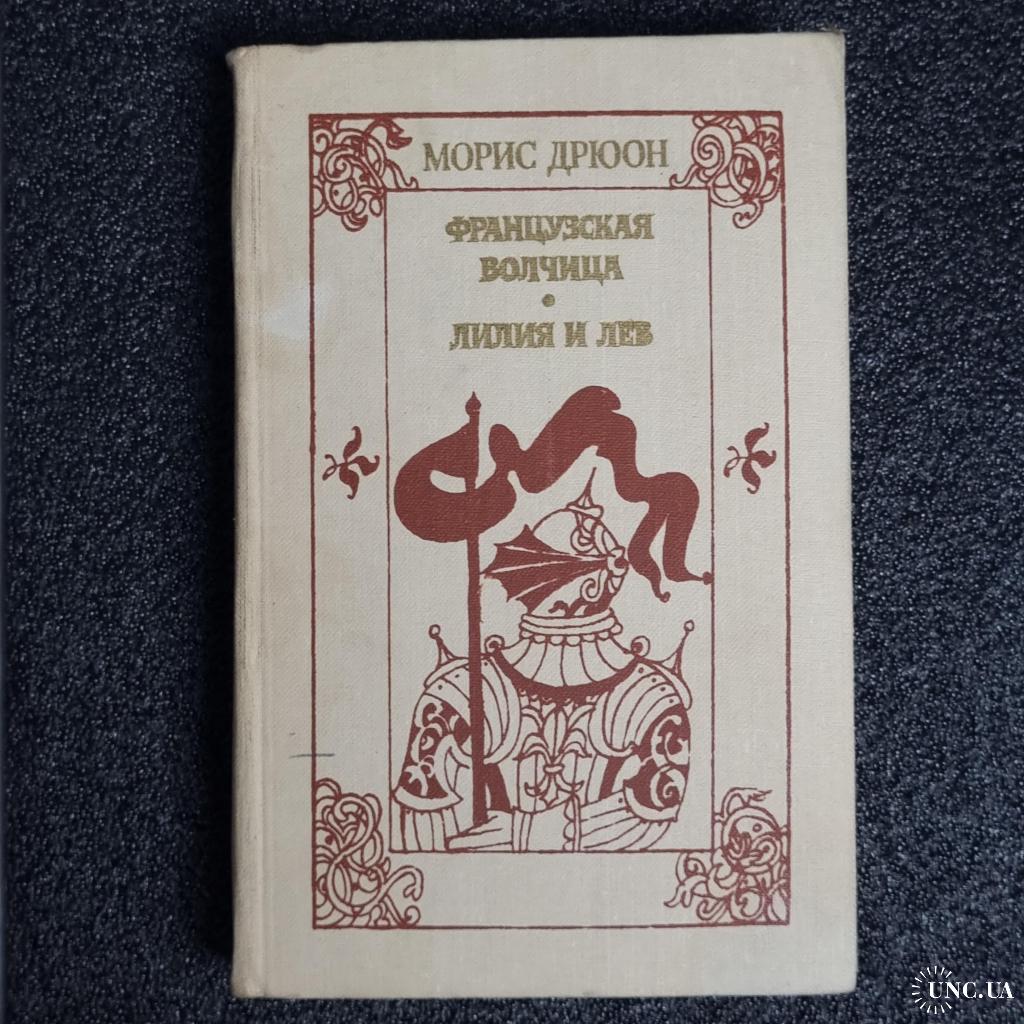 МОРИС ДРЮОН
ФРАНЦУЗСКАЯ
ВОЛЧИЦА
•
ЛИЛИЯ И ЛЕВ
UNC.UA